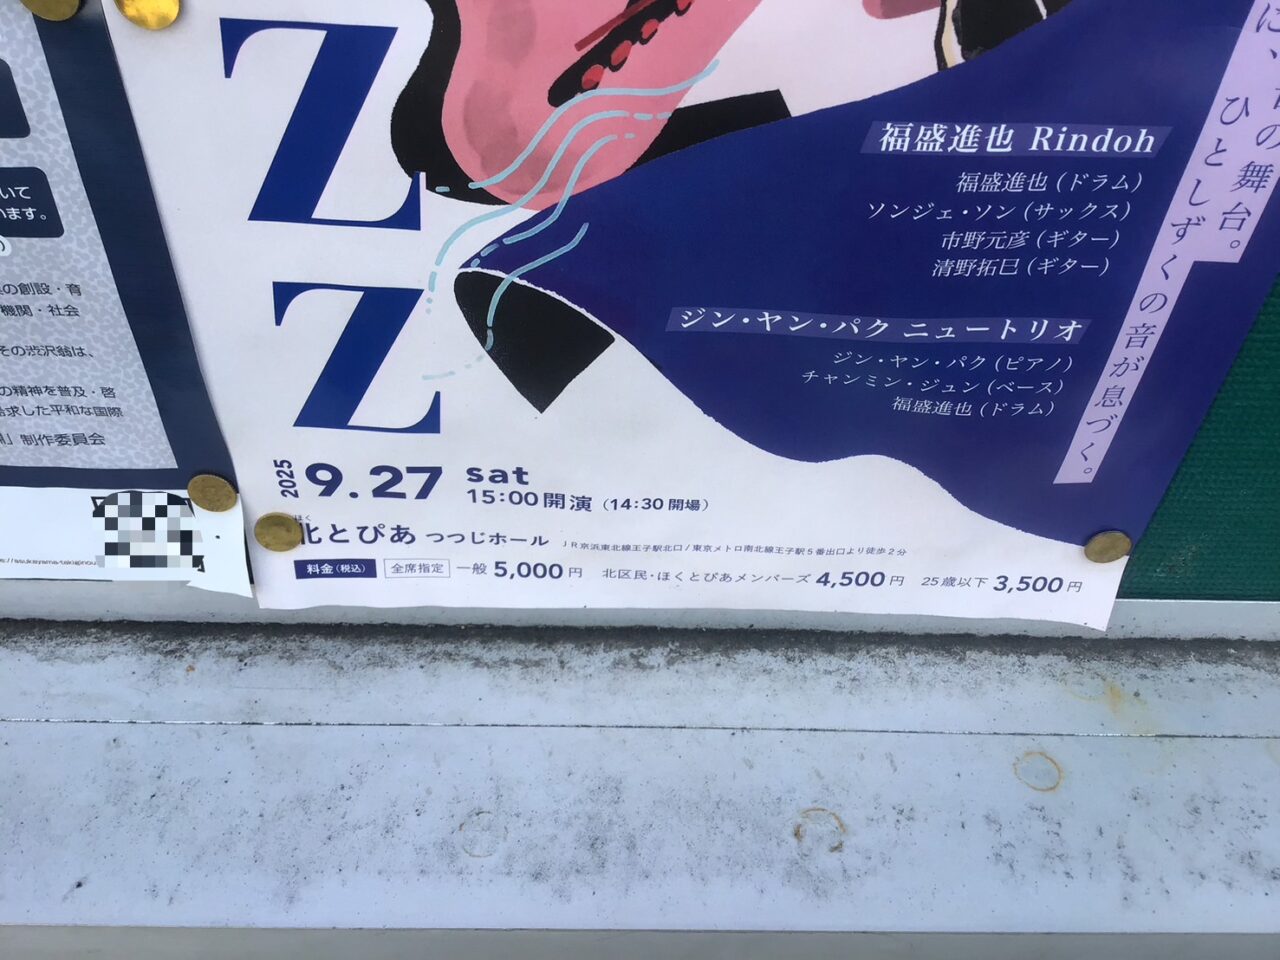 いて
います。
の創設・育
機関・社会
その渋沢翁は、
の精神を普及・啓
求した平和な国際
」制作委員会
Z
Z
の舞台。
ひとしずくの音が息づく。
福盛進也 Rindoh
福盛進也（ドラム）
ソンジェ・ソン（サックス）
市野元彦（ギター）
清野拓巳（ギター）
ジン・ヤン・パク ニュートリオ
ジン・ヤン・パク（ピアノ）
チャンミン・ジュン（ベース）
福盛進也（ドラム）
2025 9.27 sat
15:00開演（14:30開場）
ほく
北とぴあ つつじホール ＪＲ京浜東北線王子駅北口/東京メトロ南北線王子駅５番出口より徒歩２分
料金（税込） 全席指定 一般 5,000円 北区民・ほくとぴあメンバーズ 4,500円 25歳以下 3,500円